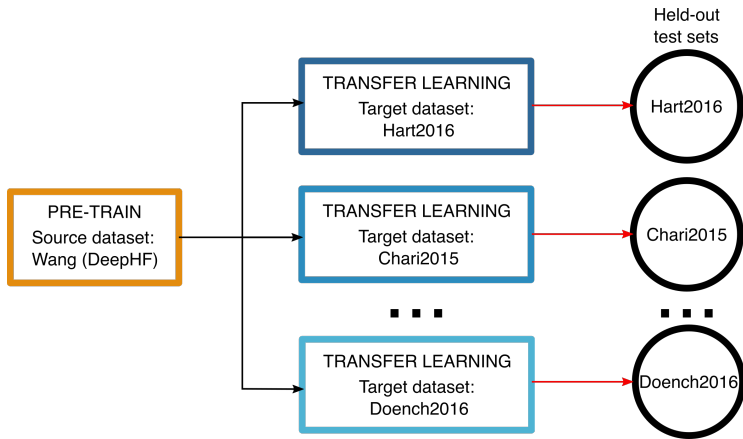 Held-out
test sets
TRANSFER LEARNING
Target dataset:
Hart2016
Hart2016
PRE-TRAIN
Source dataset:
Wang (DeepHF)
TRANSFER LEARNING
Target dataset:
Chari2015
Chari2015
...
...
TRANSFER LEARNING
Target dataset:
Doench2016
Doench2016